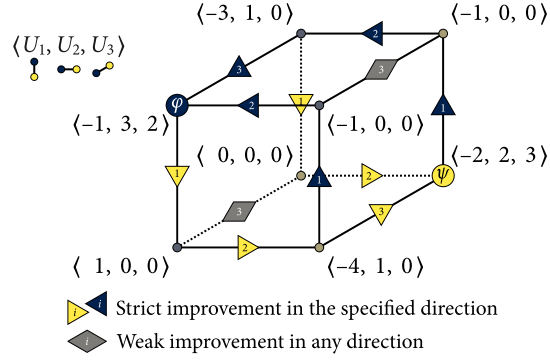 ⟨–3, 1, 0⟩ ⟨–1, 0, 0⟩
⟨U1, U2, U3⟩
2
3 3
φ 2 1 1
⟨–1, 3, 2⟩ ⟨–1, 0, 0⟩
⟨ 0, 0, 0⟩ ⟨–2, 2, 3⟩
1 1 2 ψ
3 3
2
⟨ 1, 0, 0⟩ ⟨–4, 1, 0⟩
i i Strict improvement in the specified direction
i Weak improvement in any direction